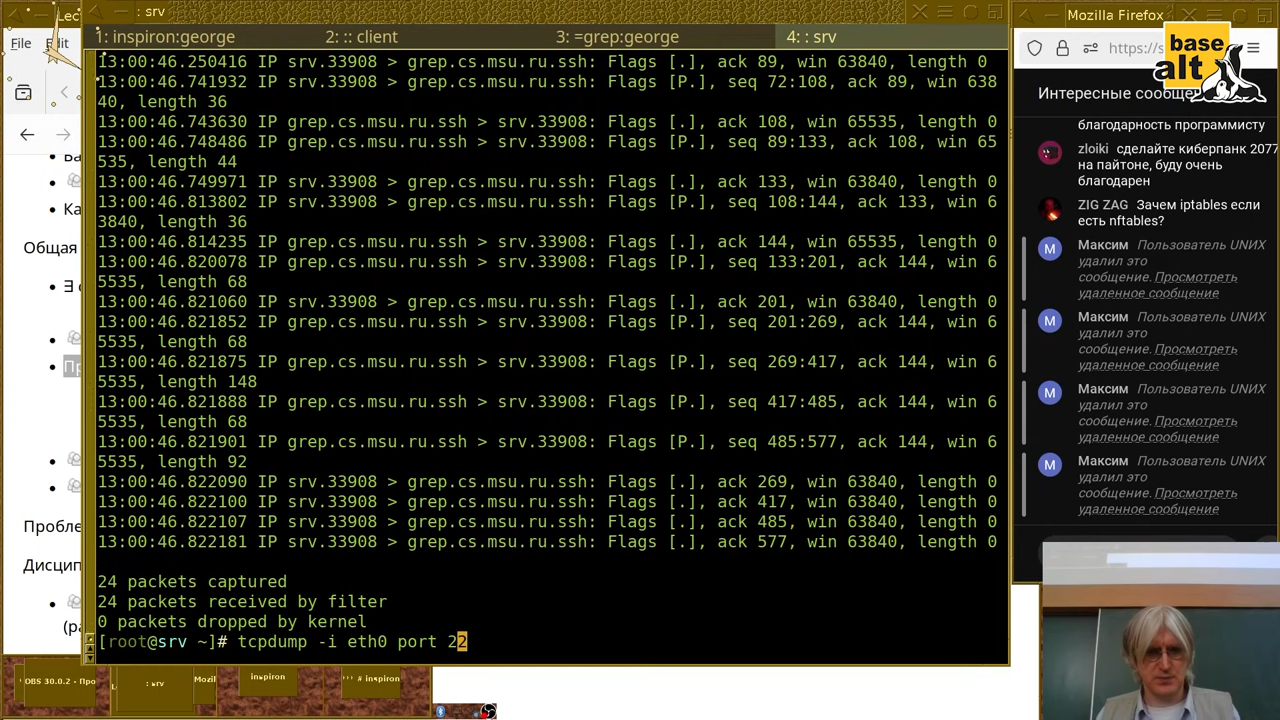 : srv
Mozilla Firefox
1: inspiron:george
2: :: client
3: =grep:george
4: : srv
File
Edit
13:00:46.250416 IP srv.33908 > grep.cs.msu.ru.ssh: Flags [.], ack 89, win 63840, length 0
13:00:46.741932 IP srv.33908 > grep.cs.msu.ru.ssh: Flags [P.], seq 72:108, ack 89, win 638
40, length 36
13:00:46.743630 IP grep.cs.msu.ru.ssh > srv.33908: Flags [.], ack 108, win 65535, length 0
13:00:46.748486 IP grep.cs.msu.ru.ssh > srv.33908: Flags [P.], seq 89:133, ack 108, win 65
535, length 44
13:00:46.749971 IP srv.33908 > grep.cs.msu.ru.ssh: Flags [.], ack 133, win 63840, length 0
13:00:46.813802 IP srv.33908 > grep.cs.msu.ru.ssh: Flags [P.], seq 108:144, ack 133, win 6
3840, length 36
13:00:46.814235 IP grep.cs.msu.ru.ssh > srv.33908: Flags [.], ack 144, win 65535, length 0
13:00:46.820078 IP grep.cs.msu.ru.ssh > srv.33908: Flags [P.], seq 133:201, ack 144, win 6
5535, length 68
13:00:46.821060 IP srv.33908 > grep.cs.msu.ru.ssh: Flags [.], ack 201, win 63840, length 0
13:00:46.821852 IP grep.cs.msu.ru.ssh > srv.33908: Flags [P.], seq 201:269, ack 144, win 6
5535, length 68
13:00:46.821875 IP grep.cs.msu.ru.ssh > srv.33908: Flags [P.], seq 269:417, ack 144, win 6
5535, length 148
13:00:46.821888 IP grep.cs.msu.ru.ssh > srv.33908: Flags [P.], seq 417:485, ack 144, win 6
5535, length 68
13:00:46.821901 IP grep.cs.msu.ru.ssh > srv.33908: Flags [P.], seq 485:577, ack 144, win 6
5535, length 92
13:00:46.822090 IP srv.33908 > grep.cs.msu.ru.ssh: Flags [.], ack 269, win 63840, length 0
13:00:46.822100 IP srv.33908 > grep.cs.msu.ru.ssh: Flags [.], ack 417, win 63840, length 0
13:00:46.822107 IP srv.33908 > grep.cs.msu.ru.ssh: Flags [.], ack 485, win 63840, length 0
13:00:46.822181 IP srv.33908 > grep.cs.msu.ru.ssh: Flags [.], ack 577, win 63840, length 0
24 packets captured
24 packets received by filter
0 packets dropped by kernel
[root@srv ~]# tcpdump -i eth0 port 22
Общая
Пробле
Дисцип
https://s
base
alt
Интересные сообще
благодарность программисту
zloiki сделайте киберпанк 2077
на пайтоне, буду очень
благодарен
ZIG ZAG Зачем iptables если
есть nftables?
М Максим Пользователь UNИХ
удалил это
сообщение. Просмотреть
удаленное сообщение
М Максим Пользователь UNИХ
удалил это
сообщение. Просмотреть
удаленное сообщение
М Максим Пользователь UNИХ
удалил это
сообщение. Просмотреть
удаленное сообщение
М Максим Пользователь UNИХ
удалил это
сообщение. Просмотреть
удаленное сообщение
DBS 30.0.2 - Про
: srv
Mozil
inspiron
inspiron